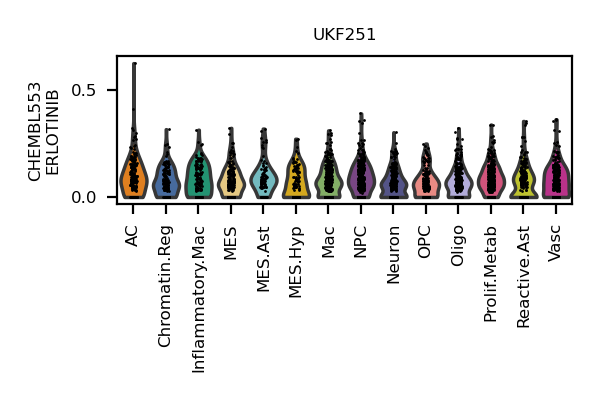 UKF251
CHEMBL553
ERLOTINIB
0.5
0.0
AC
Chromatin.Reg
Inflammatory.Mac
MES
MES.Ast
MES.Hyp
Mac
NPC
Neuron
OPC
Oligo
Prolif.Metab
Reactive.Ast
Vasc